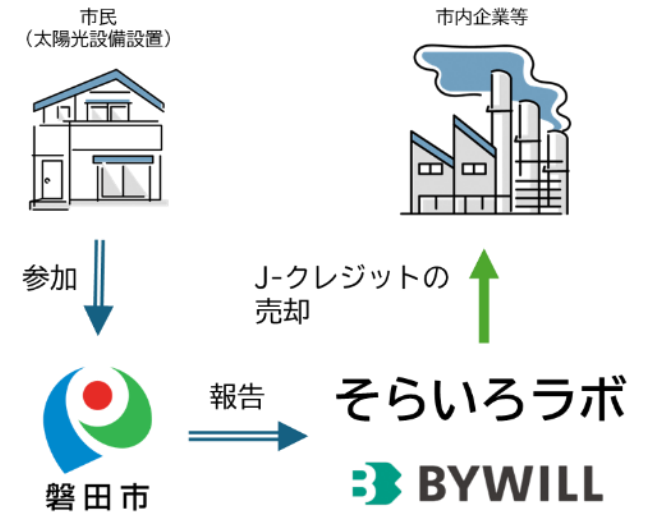 市民
（太陽光設備設置）
市内企業等
参加
J-クレジットの
売却
報告
そらいろラボ
磐田市
BYWILL